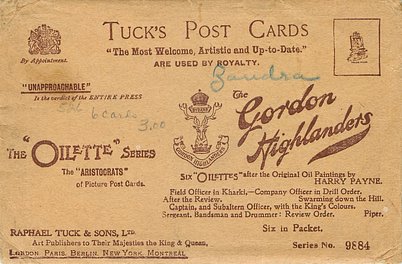 TUCK'S POST CARDS
"The Most Welcome, Artistic and Up-to-Date."
ARE USED BY ROYALTY.
By Appointment.
"UNAPPROACHABLE"
Is the verdict of the ENTIRE PRESS
6 cards
3.00
The
Gordon
Highlanders
GORDON HIGHLANDERS
THE "OILETTE" SERIES
The "ARISTOCRATS"
of Picture Post Cards.
SIX "OILETTES" after the Original Oil Paintings by
HARRY PAYNE.
Field Officer in Kharki.—Company Officer in Drill Order.
After the Review. Swarming down the Hill.
Captain, and Subaltern Officer, with the King's Colours.
Sergeant, Bandsman and Drummer: Review Order. Piper.
Six in Packet.
RAPHAEL TUCK & SONS, LTD.
Art Publishers to Their Majesties the King & Queen,
LONDON. PARIS. BERLIN. NEW YORK. MONTREAL
Series No. 9884